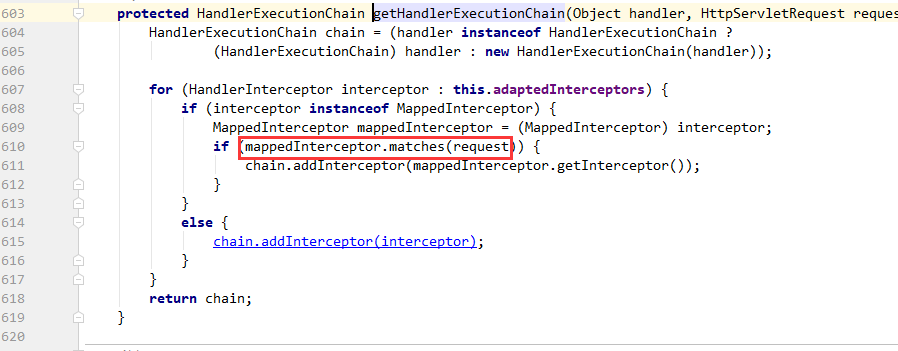 603 protected HandlerExecutionChain getHandlerExecutionChain(Object handler, HttpServletRequest reques
604 HandlerExecutionChain chain = (handler instanceof HandlerExecutionChain ?
605 (HandlerExecutionChain) handler : new HandlerExecutionChain(handler));
606
607 for (HandlerInterceptor interceptor : this.adaptedInterceptors) {
608 if (interceptor instanceof MappedInterceptor) {
609 MappedInterceptor mappedInterceptor = (MappedInterceptor) interceptor;
610 if (mappedInterceptor.matches(request)) {
611 chain.addInterceptor(mappedInterceptor.getInterceptor());
612 }
613 }
614 else {
615 chain.addInterceptor(interceptor);
616 }
617 }
618 return chain;
619 }
620